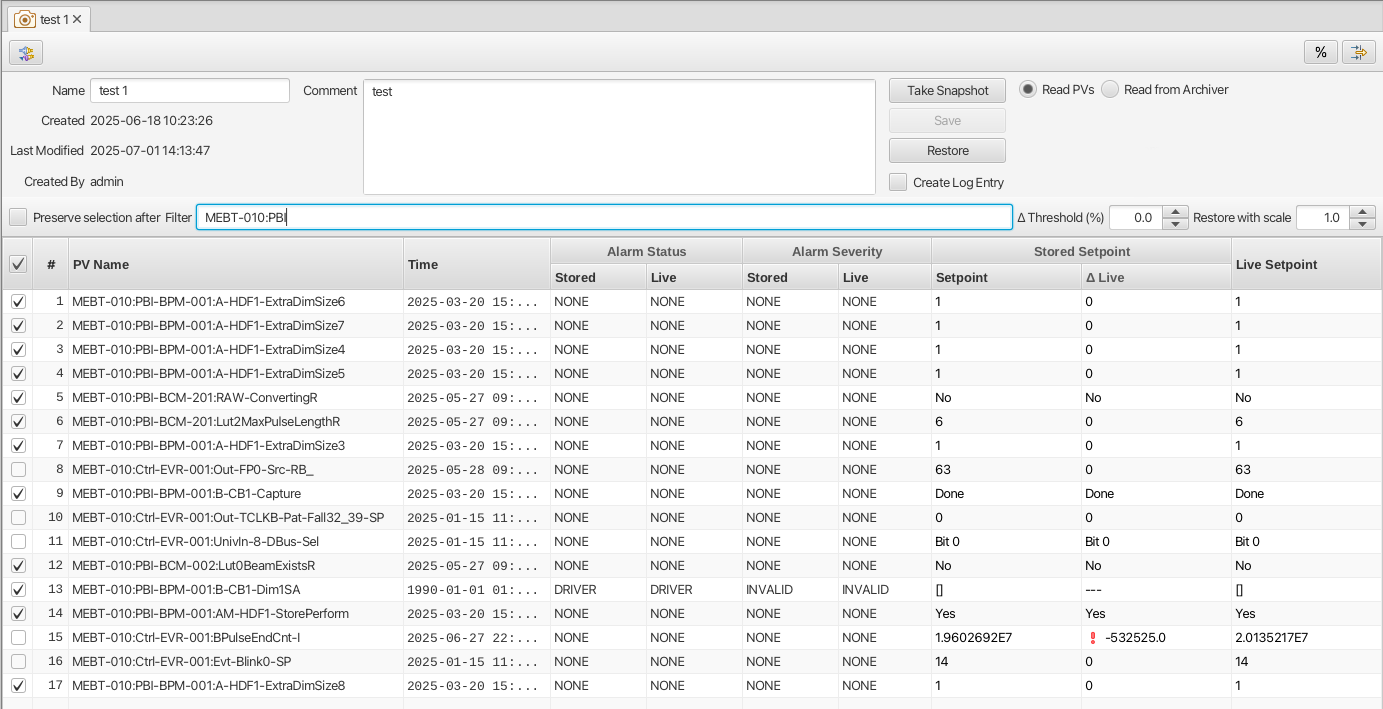 test 1
%
Name test 1 Comment test Take Snapshot Read PVs Read from Archiver
Created 2025-06-18 10:23:26 Save
Last Modified 2025-07-01 14:13:47 Restore
Created By admin Create Log Entry
Preserve selection after Filter MEBT-010:PBI Δ Threshold (%) 0.0 Restore with scale 1.0
Alarm Status Alarm Severity Stored Setpoint
# PV Name Time Stored Live Stored Live Setpoint Δ Live Live Setpoint
1 MEBT-010:PBI-BPM-001:A-HDF1-ExtraDimSize6 2025-03-20 15:... NONE NONE NONE NONE 1 0 1
2 MEBT-010:PBI-BPM-001:A-HDF1-ExtraDimSize7 2025-03-20 15:... NONE NONE NONE NONE 1 0 1
3 MEBT-010:PBI-BPM-001:A-HDF1-ExtraDimSize4 2025-03-20 15:... NONE NONE NONE NONE 1 0 1
4 MEBT-010:PBI-BPM-001:A-HDF1-ExtraDimSize5 2025-03-20 15:... NONE NONE NONE NONE 1 0 1
5 MEBT-010:PBI-BCM-201:RAW-ConvertingR 2025-05-27 09:... NONE NONE NONE NONE No No No
6 MEBT-010:PBI-BCM-201:Lut2MaxPulseLengthR 2025-05-27 09:... NONE NONE NONE NONE 6 0 6
7 MEBT-010:PBI-BPM-001:A-HDF1-ExtraDimSize3 2025-03-20 15:... NONE NONE NONE NONE 1 0 1
8 MEBT-010:Ctrl-EVR-001:Out-FP0-Src-RB_ 2025-05-28 09:... NONE NONE NONE NONE 63 0 63
9 MEBT-010:PBI-BPM-001:B-CB1-Capture 2025-03-20 15:... NONE NONE NONE NONE Done Done Done
10 MEBT-010:Ctrl-EVR-001:Out-TCLKB-Pat-Fall32_39-SP 2025-01-15 11:... NONE NONE NONE NONE 0 0 0
11 MEBT-010:Ctrl-EVR-001:UnivIn-8-DBus-Sel 2025-01-15 11:... NONE NONE NONE NONE Bit 0 Bit 0 Bit 0
12 MEBT-010:PBI-BCM-002:Lut0BeamExistsR 2025-05-27 09:... NONE NONE NONE NONE No No No
13 MEBT-010:PBI-BPM-001:B-CB1-Dim1SA 1990-01-01 01:... DRIVER DRIVER INVALID INVALID [] --- []
14 MEBT-010:PBI-BPM-001:AM-HDF1-StorePerform 2025-03-20 15:... NONE NONE NONE NONE Yes Yes Yes
15 MEBT-010:Ctrl-EVR-001:BPulseEndCnt-I 2025-06-27 22:... NONE NONE NONE NONE 1.9602692E7 -532525.0 2.0135217E7
16 MEBT-010:Ctrl-EVR-001:Evt-Blink0-SP 2025-01-15 11:... NONE NONE NONE NONE 14 0 14
17 MEBT-010:PBI-BPM-001:A-HDF1-ExtraDimSize8 2025-03-20 15:... NONE NONE NONE NONE 1 0 1